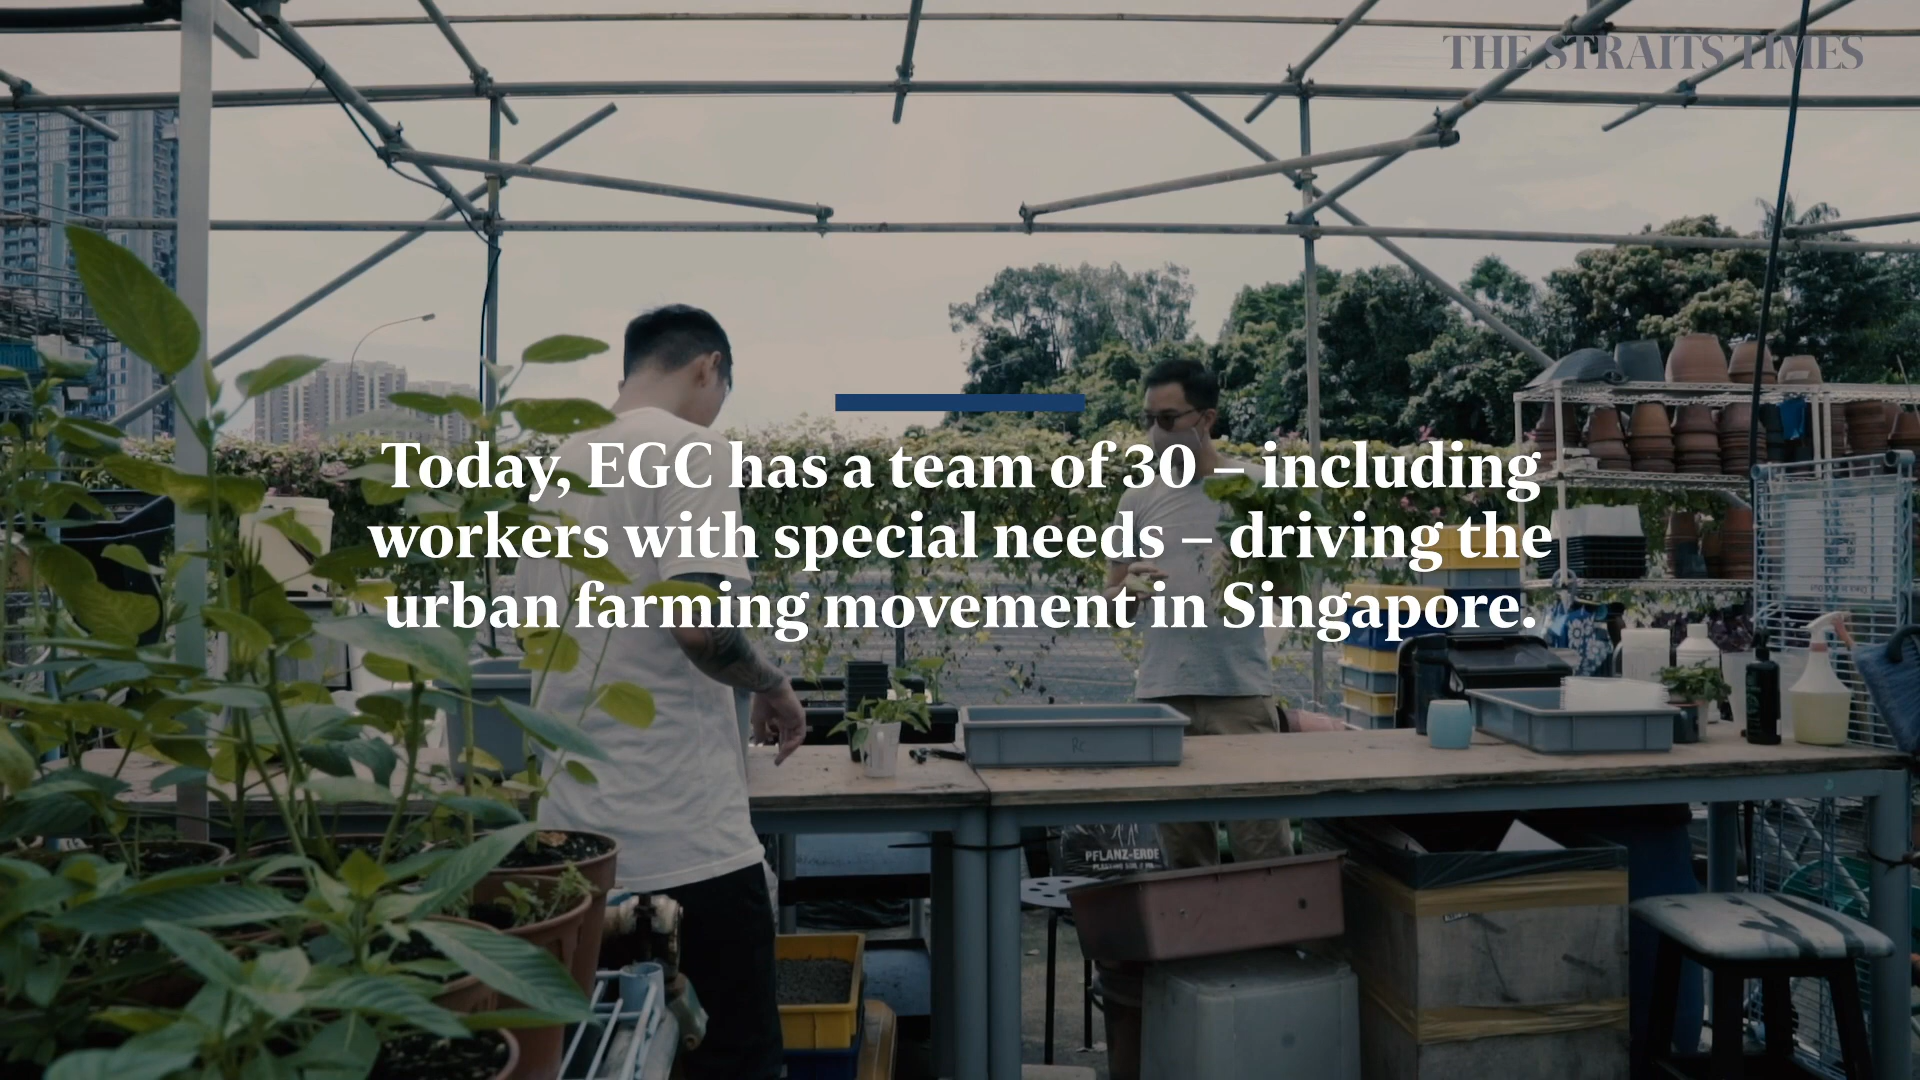 THE STRAITS TIMES
Today, EGC has a team of 30 – including
workers with special needs – driving the
urban farming movement in Singapore.
Rc
PFLANZ-ERDE